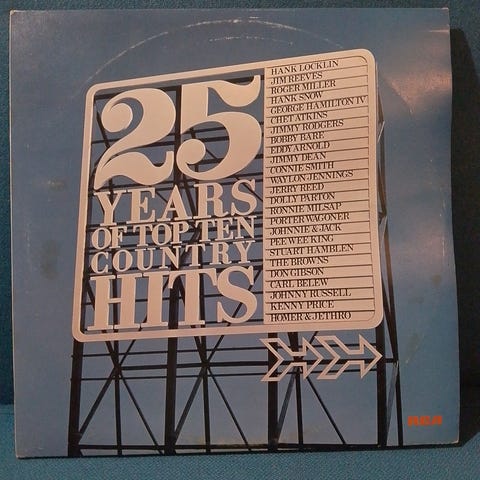 25
YEARS
OF TOP TEN
COUNTRY
HITS
HANK LOCKLIN
JIM REEVES
ROGER MILLER
HANK SNOW
GEORGE HAMILTON IV
CHET ATKINS
JIMMY RODGERS
BOBBY BARE
EDDY ARNOLD
JIMMY DEAN
CONNIE SMITH
WAYLON JENNINGS
JERRY REED
DOLLY PARTON
RONNIE MILSAP
PORTER WAGONER
JOHNNIE & JACK
PEE WEE KING
STUART HAMBLEN
THE BROWNS
DON GIBSON
CARL BELEW
JOHNNY RUSSELL
KENNY PRICE
HOMER & JETHRO